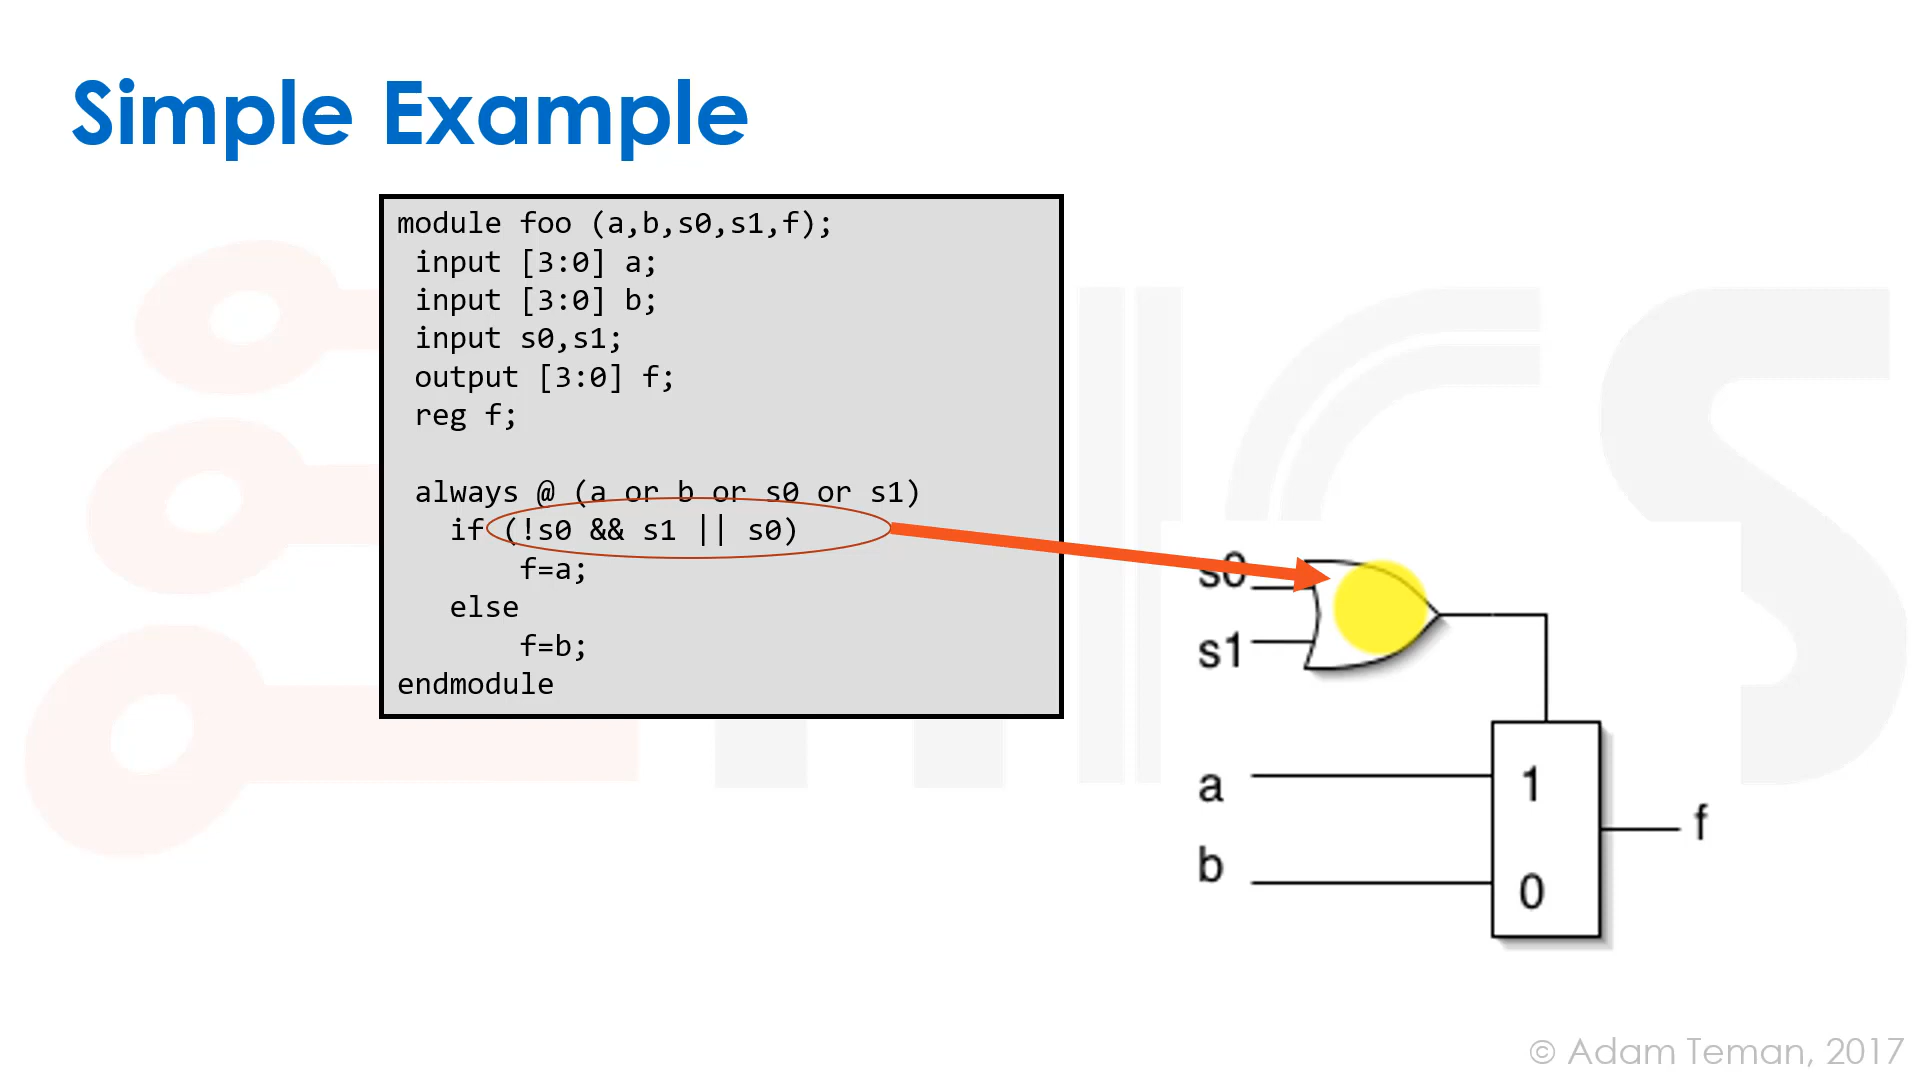 Simple Example
module foo (a,b,s0,s1,f);
input [3:0] a;
input [3:0] b;
input s0,s1;
output [3:0] f;
reg f;
always @ (a or b or s0 or s1)
if (!s0 && s1 || s0)
f=a;
else
f=b;
endmodule
s0
s1
a
1
b
0
f
© Adam Teman, 2017